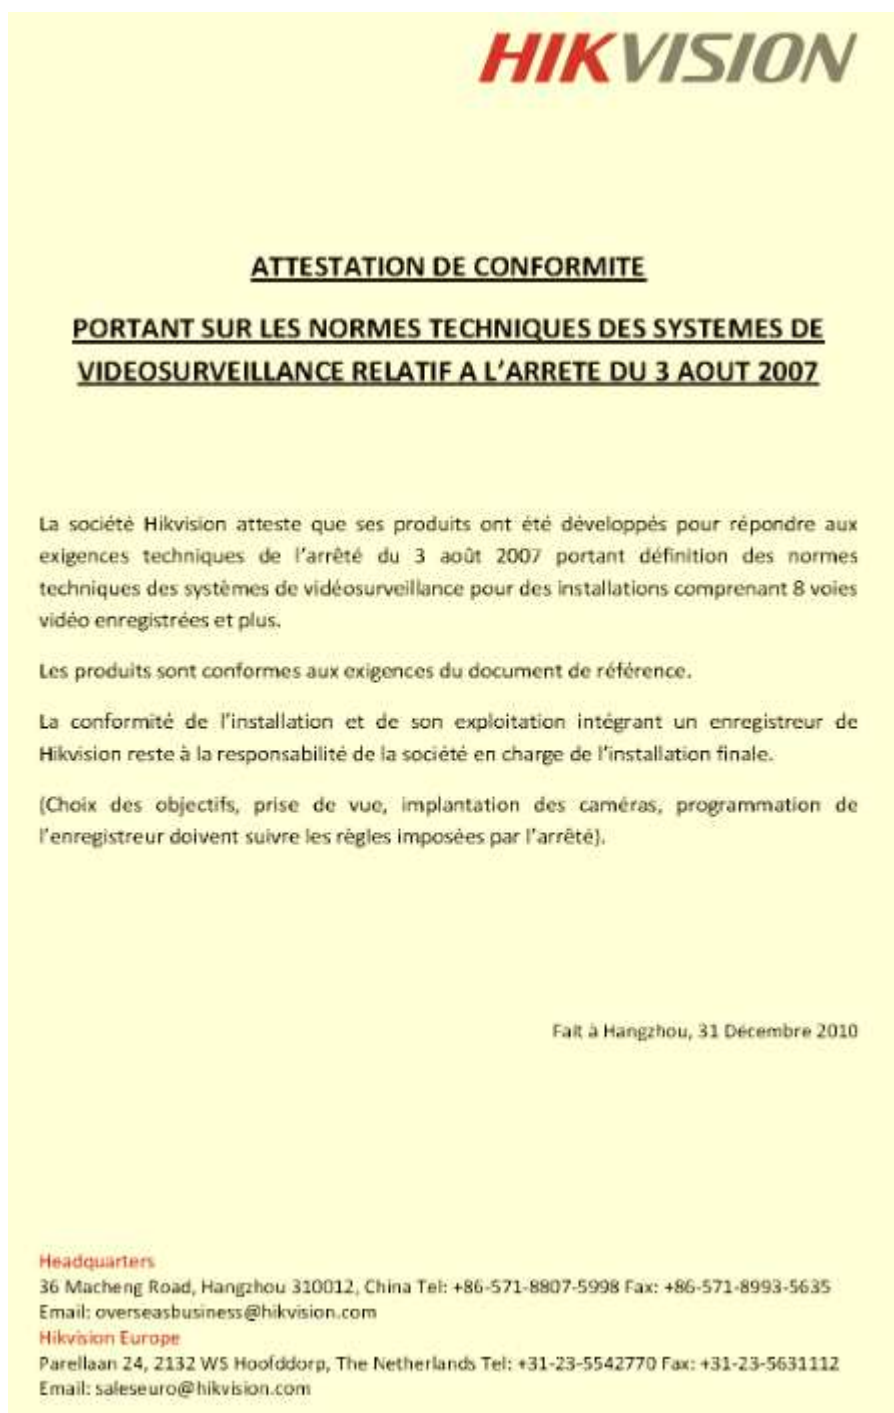 HIKVISION
ATTESTATION DE CONFORMITE
PORTANT SUR LES NORMES TECHNIQUES DES SYSTEMES DE
VIDEOSURVEILLANCE RELATIF A L'ARRETE DU 3 AOUT 2007
La société Hikvision atteste que ses produits ont été développés pour répondre aux
exigences techniques de l'arrêté du 3 août 2007 portant définition des normes
techniques des systèmes de vidéosurveillance pour des installations comprenant 8 voies
vidéo enregistrées et plus.
Les produits sont conformes aux exigences du document de référence.
La conformité de l'installation et de son exploitation intégrant un enregistreur de
Hikvision reste à la responsabilité de la société en charge de l'installation finale.
(Choix des objectifs, prise de vue, implantation des caméras, programmation de
l'enregistreur doivent suivre les règles imposées par l'arrêté).
Fait à Hangzhou, 31 Décembre 2010
Headquarters
36 Macheng Road, Hangzhou 310012, China Tel: +86-571-8807-5998 Fax: +86-571-8993-5635
Email: overseasbusiness@hikvision.com
Hikvision Europe
Parellaan 24, 2132 WS Hoofddorp, The Netherlands Tel: +31-23-5542770 Fax: +31-23-5631112
Email: saleseuro@hikvision.com